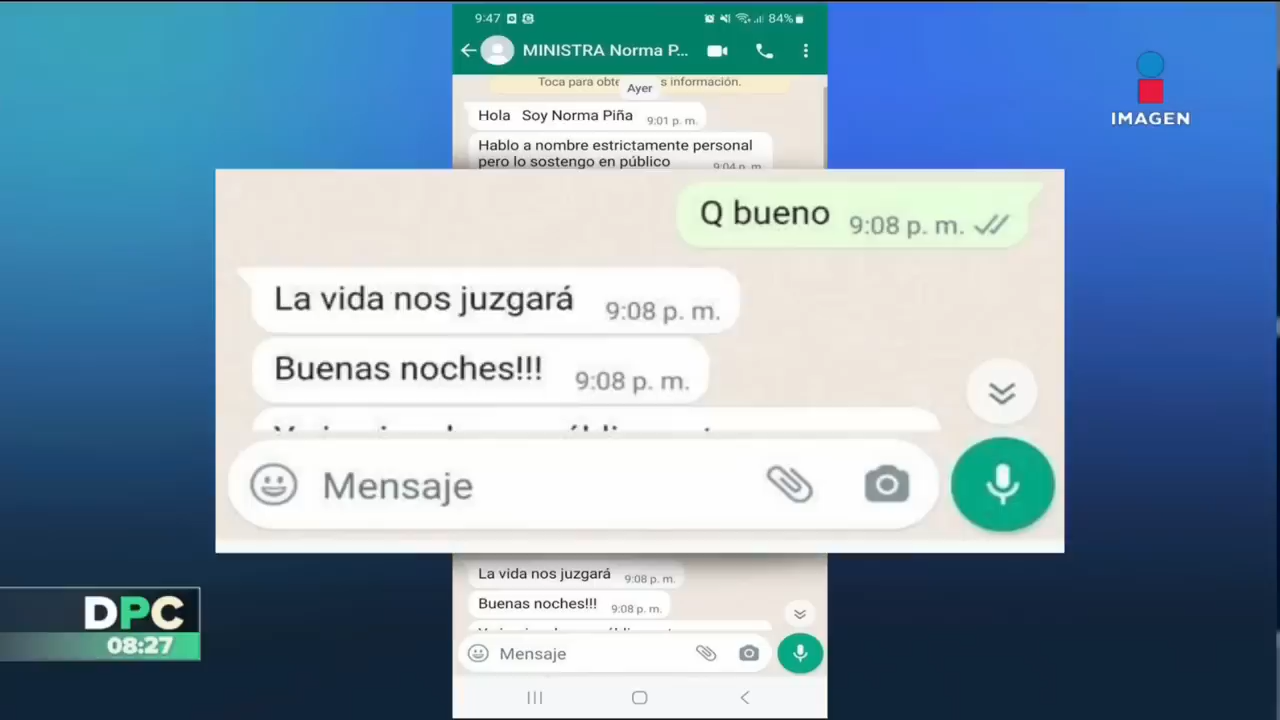 9:47
84%
MINISTRA Norma P...
IMAGEN
Toca para obte s información.
Ayer
Hola Soy Norma Piña 9:01 p. m.
Hablo a nombre estrictamente personal
pero lo sostengo en público 9:04 p. m.
Q bueno 9:08 p. m.
La vida nos juzgará 9:08 p. m.
Buenas noches!!! 9:08 p. m.
Mensaje
La vida nos juzgará 9:08 p. m.
Buenas noches!!! 9:08 p. m.
Mensaje
DPC
08:27